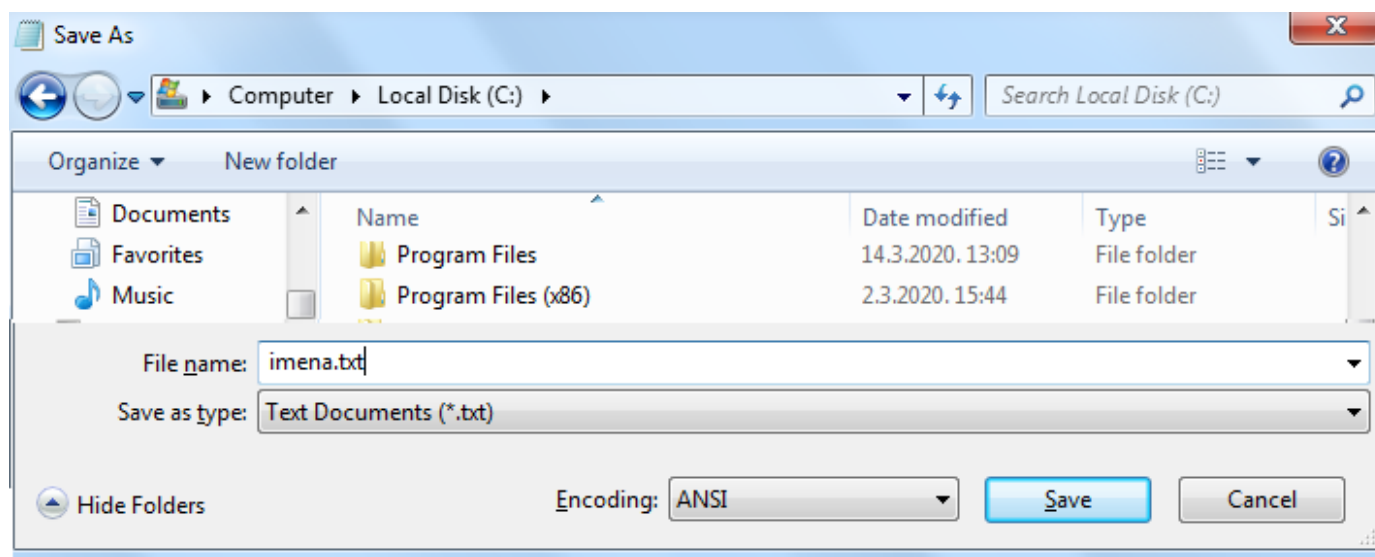 Save As
Computer Local Disk (C:) Search Local Disk (C:)
Organize New folder
Documents Name Date modified Type Si
Favorites Program Files 14.3.2020. 13:09 File folder
Music Program Files (x86) 2.3.2020. 15:44 File folder
File name: imena.txt
Save as type: Text Documents (*.txt)
Hide Folders Encoding: ANSI Save Cancel